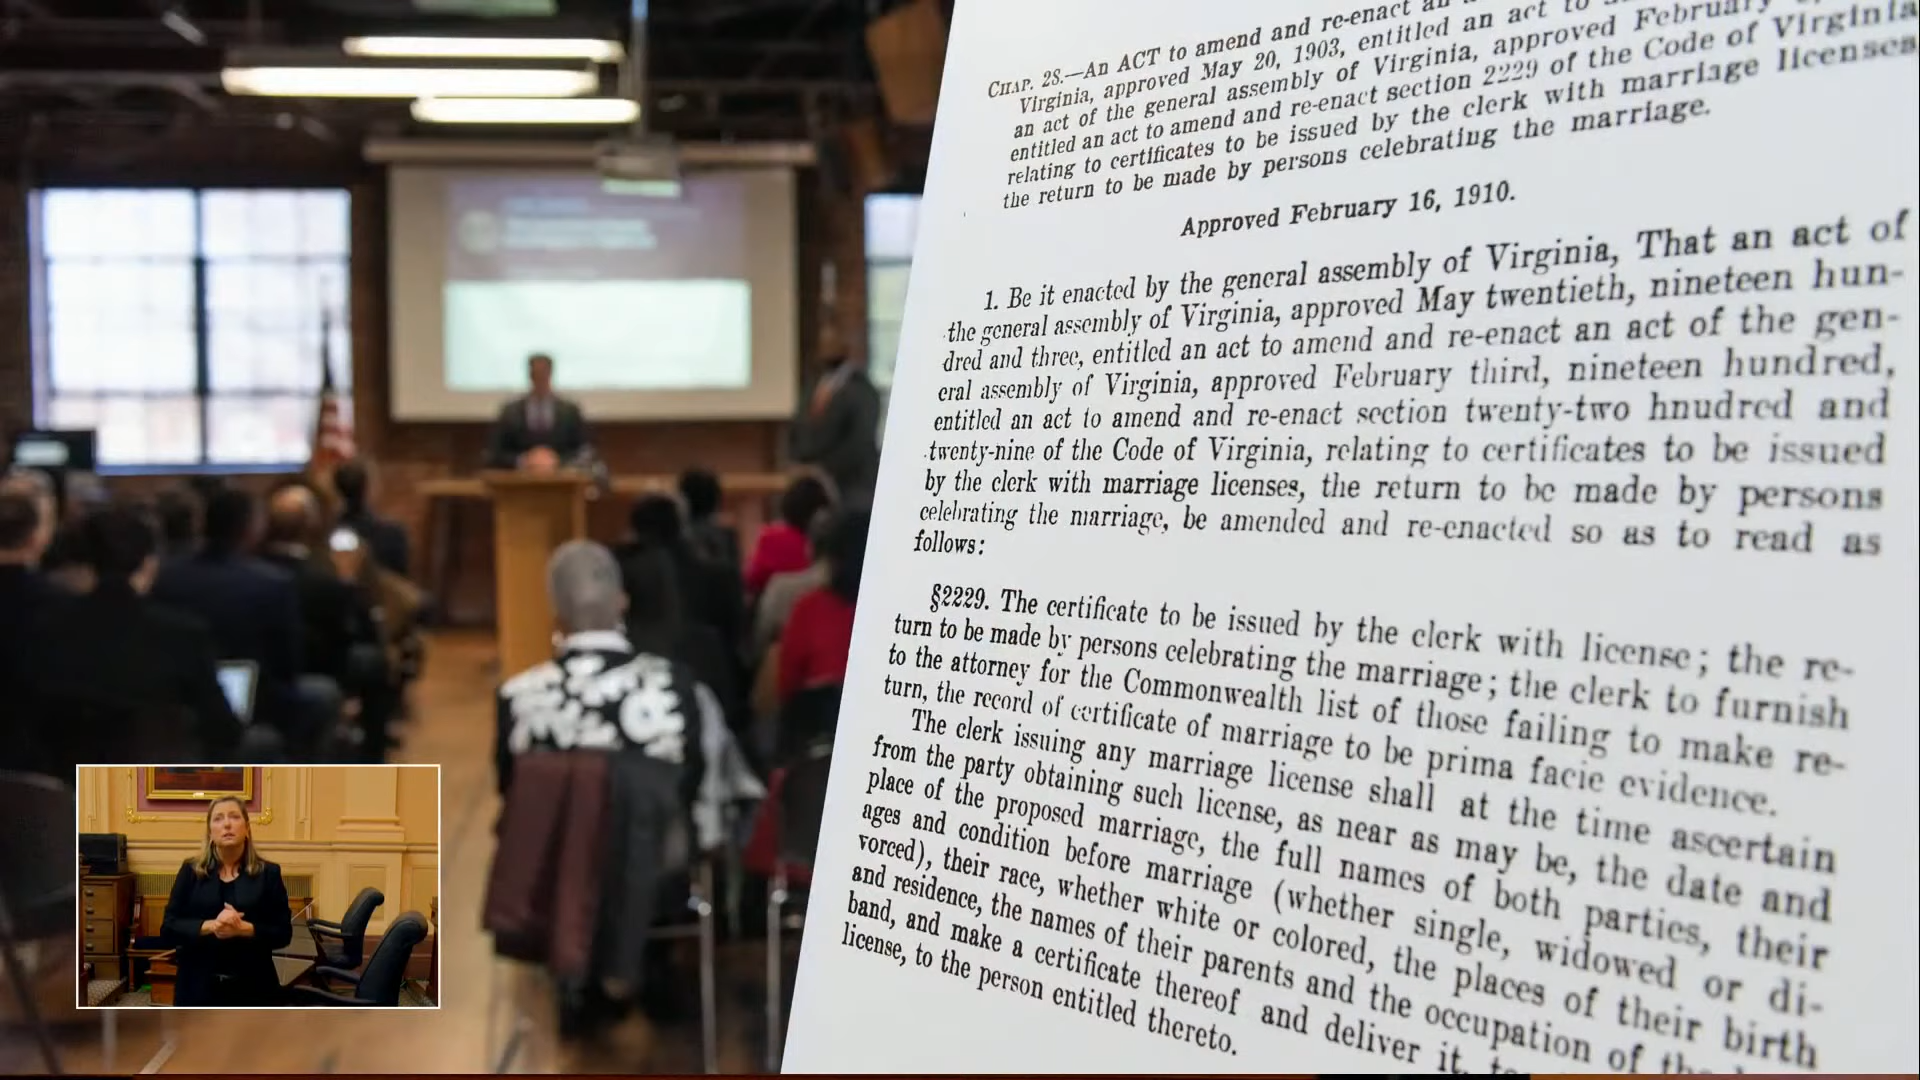 CHAP. 28.—An ACT to amend and re-enact an
Virginia, approved May 20, 1903, entitled an act to
an act of the general assembly of Virginia, approved February
entitled an act to amend and re-enact section 2229 of the Code of Virginia
relating to certificates to be issued by the clerk with marriage licenses
the return to be made by persons celebrating the marriage.
Approved February 16, 1910.
1. Be it enacted by the general assembly of Virginia, That an act of
the general assembly of Virginia, approved May twentieth, nineteen hun-
dred and three, entitled an act to amend and re-enact an act of the gen-
eral assembly of Virginia, approved February third, nineteen hundred,
entitled an act to amend and re-enact section twenty-two hnudred and
twenty-nine of the Code of Virginia, relating to certificates to be issued
by the clerk with marriage licenses, the return to be made by persons
celebrating the marriage, be amended and re-enacted so as to read as
follows:
§2229. The certificate to be issued by the clerk with license; the re-
turn to be made by persons celebrating the marriage; the clerk to furnish
to the attorney for the Commonwealth list of those failing to make re-
turn, the record of certificate of marriage to be prima facie evidence.
The clerk issuing any marriage license shall at the time ascertain
from the party obtaining such license, as near as may be, the date and
place of the proposed marriage, the full names of both parties, their
ages and condition before marriage (whether single, widowed or di-
vorced), their race, whether white or colored, the places of their birth
and residence, the names of their parents and the occupation of the
band, and make a certificate thereof and deliver it,
license, to the person entitled thereto.